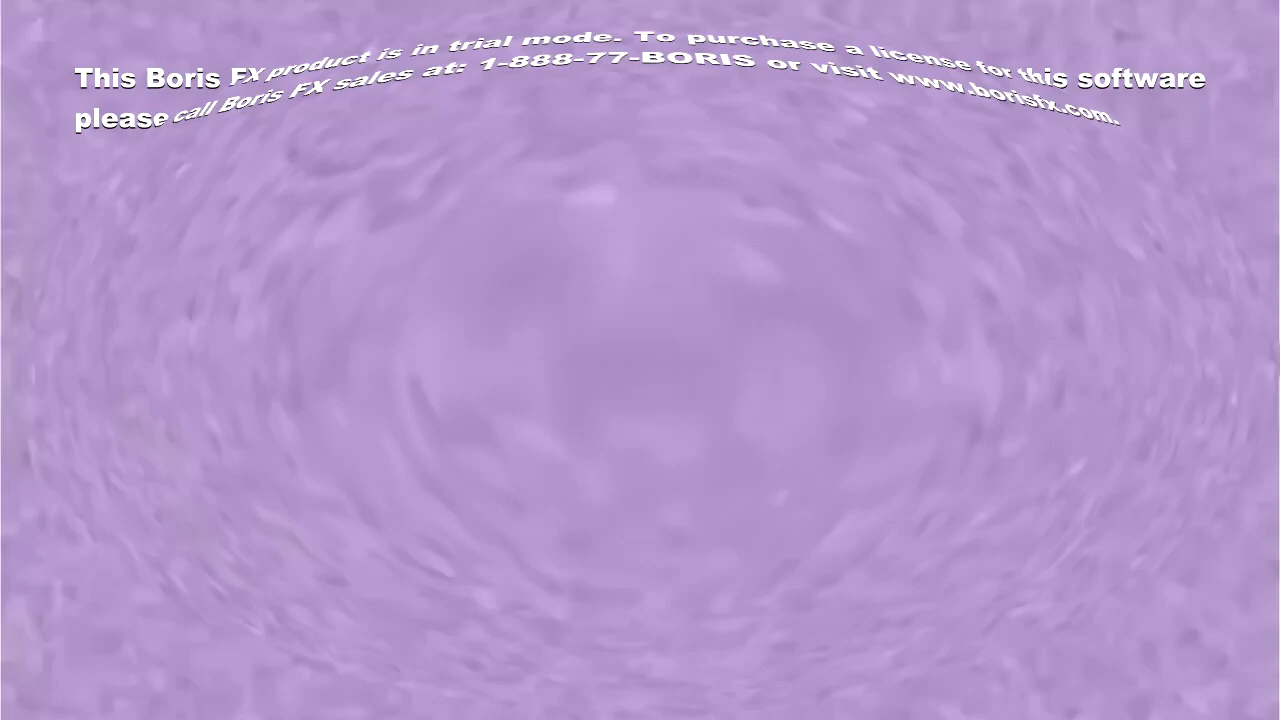 This Boris FX product is in trial mode. To purchase a license for this software
please call Boris FX sales at: 1-888-77-BORIS or visit www.borisfx.com.